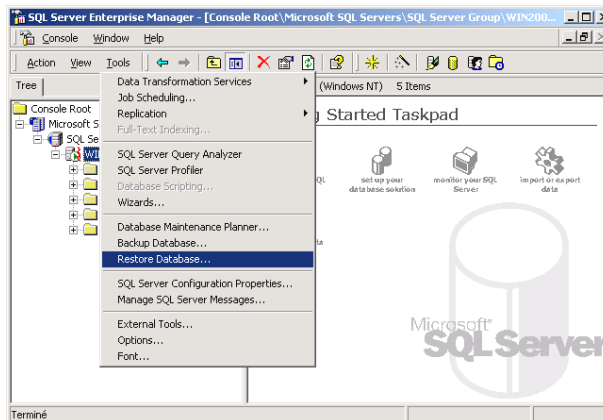 SQL Server Enterprise Manager - [Console Root\Microsoft SQL Servers\SQL Server Group\WIN200...
Console Window Help
Action View Tools
Tree
(Windows NT) 5 Items
Console Root
Microsoft S
SQL Se
WI
Data Transformation Services
Job Scheduling...
Replication
Full-Text Indexing...
SQL Server Query Analyzer
SQL Server Profiler
Database Scripting...
Wizards...
Database Maintenance Planner...
Backup Database...
Restore Database...
SQL Server Configuration Properties...
Manage SQL Server Messages...
External Tools...
Options...
Font...
g Started Taskpad
QL
set up your
database solution
monitor your SQL
Server
import or export
data
Microsoft
SQL Server
Terminé